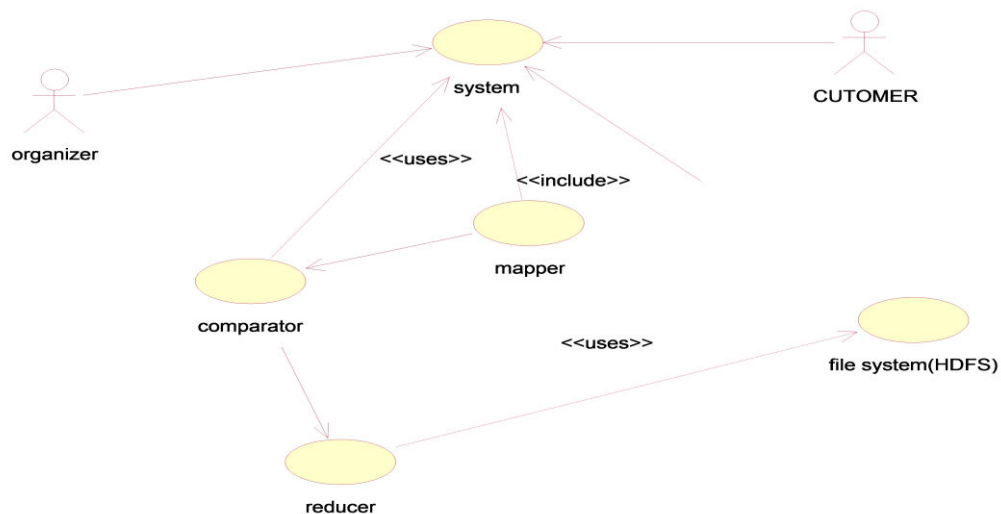 system
CUTOMER
organizer
<<uses>>
<<include>>
mapper
comparator
<<uses>>
file system(HDFS)
reducer